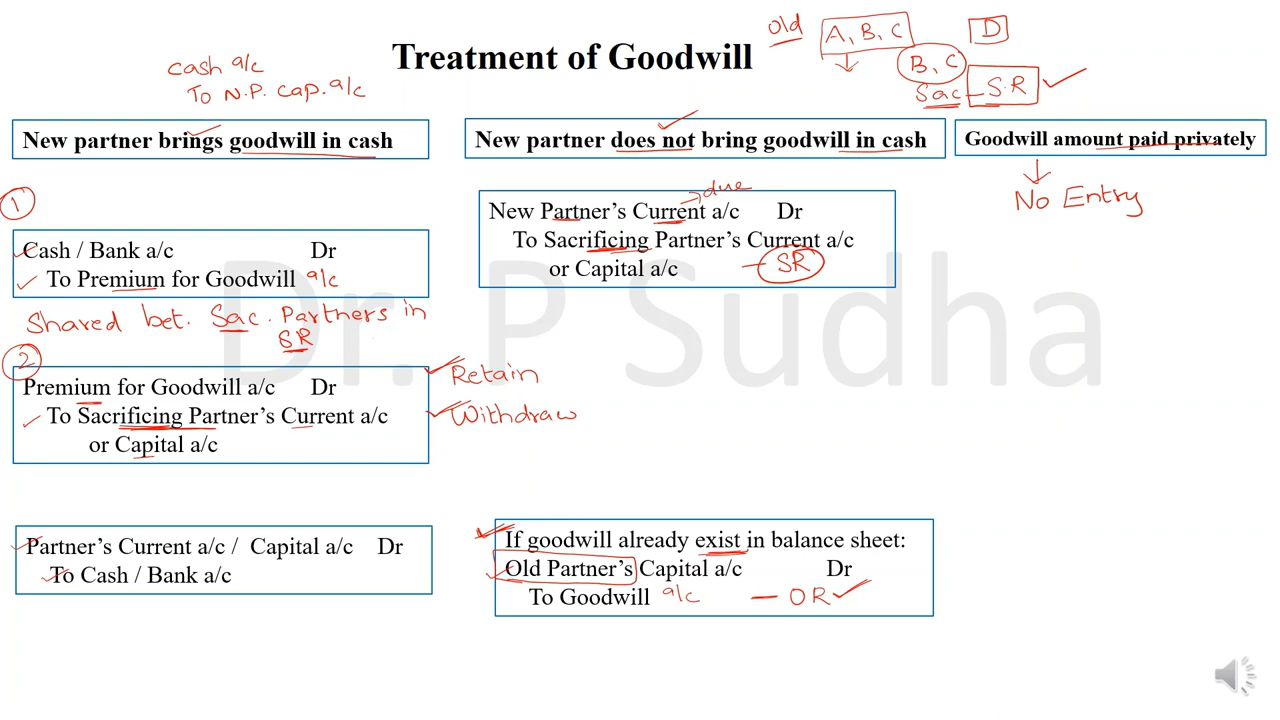 Treatment of Goodwill
Old A, B, C D
B, C
Sac – S.R
Cash a/c
To N.P. Cap. a/c
New partner brings goodwill in cash
New partner does not bring goodwill in cash
Goodwill amount paid privately
No Entry
1
Cash / Bank a/c Dr
To Premium for Goodwill a/c
Shared bet. Sac. Partners in
SR
2
Premium for Goodwill a/c Dr
To Sacrificing Partner's Current a/c
or Capital a/c
Retain
Withdraw
Partner's Current a/c / Capital a/c Dr
To Cash / Bank a/c
due
New Partner's Current a/c Dr
To Sacrificing Partner's Current a/c
or Capital a/c – SR
If goodwill already exist in balance sheet:
Old Partner's Capital a/c Dr
To Goodwill a/c – OR
Dr. P Sudha